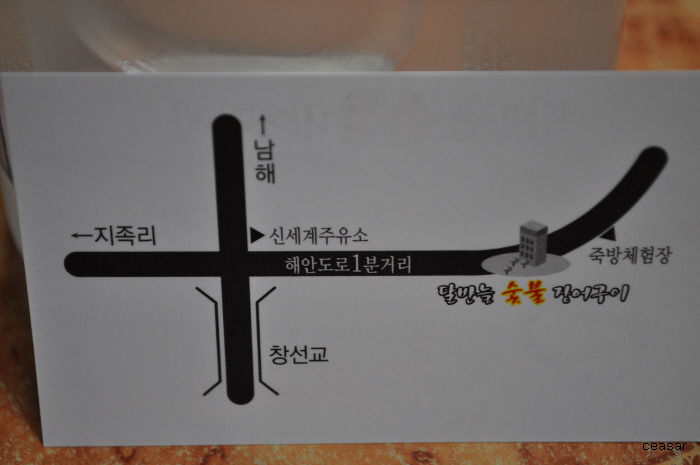 ↑남해
←지족리
▶신세계주유소
해안도로1분거리
죽방체험장
달반늘 숯불 장어구이
창선교
ceasar